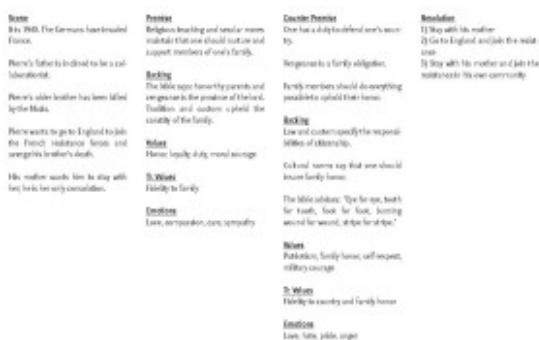 Scene
It is 1940. The Germans have invaded
France.
Pierre's father is inclined to be a col-
laborationist.
Pierre's older brother has been killed
by the Nazis.
Pierre wants to go to England to join
the French resistance forces and
avenge his brother's death.
His mother wants him to stay with
her; he is her only consolation.
Premise
Religious teaching and secular mores
maintain that one should nurture and
support members of one's family.
Backing
The bible says: honor thy parents and
vengeance is the province of the lord.
Tradition and custom uphold the
sanctity of the family.
Values
Honor, loyalty, duty, moral courage
Tr. Values
Fidelity to family
Emotions
Love, compassion, care, sympathy
Counter Premise
One has a duty to defend one's coun-
try.
Vengeance is a family obligation.
Family members should do everything
possible to uphold their honor.
Backing
Law and custom specify the responsi-
bilities of citizenship.
Cultural norms say that one should
insure family honor.
The bible advises: "Eye for eye, tooth
for tooth, foot for foot, burning
wound for wound, stripe for stripe."
Values
Patriotism, family honor, self respect,
military courage
Tr. Values
Fidelity to country and family honor
Emotions
Love, hate, pride, anger
Resolution
1) Stay with his mother
2) Go to England and join the resist-
ance
3) Stay with his mother and join the
resistance in his own community